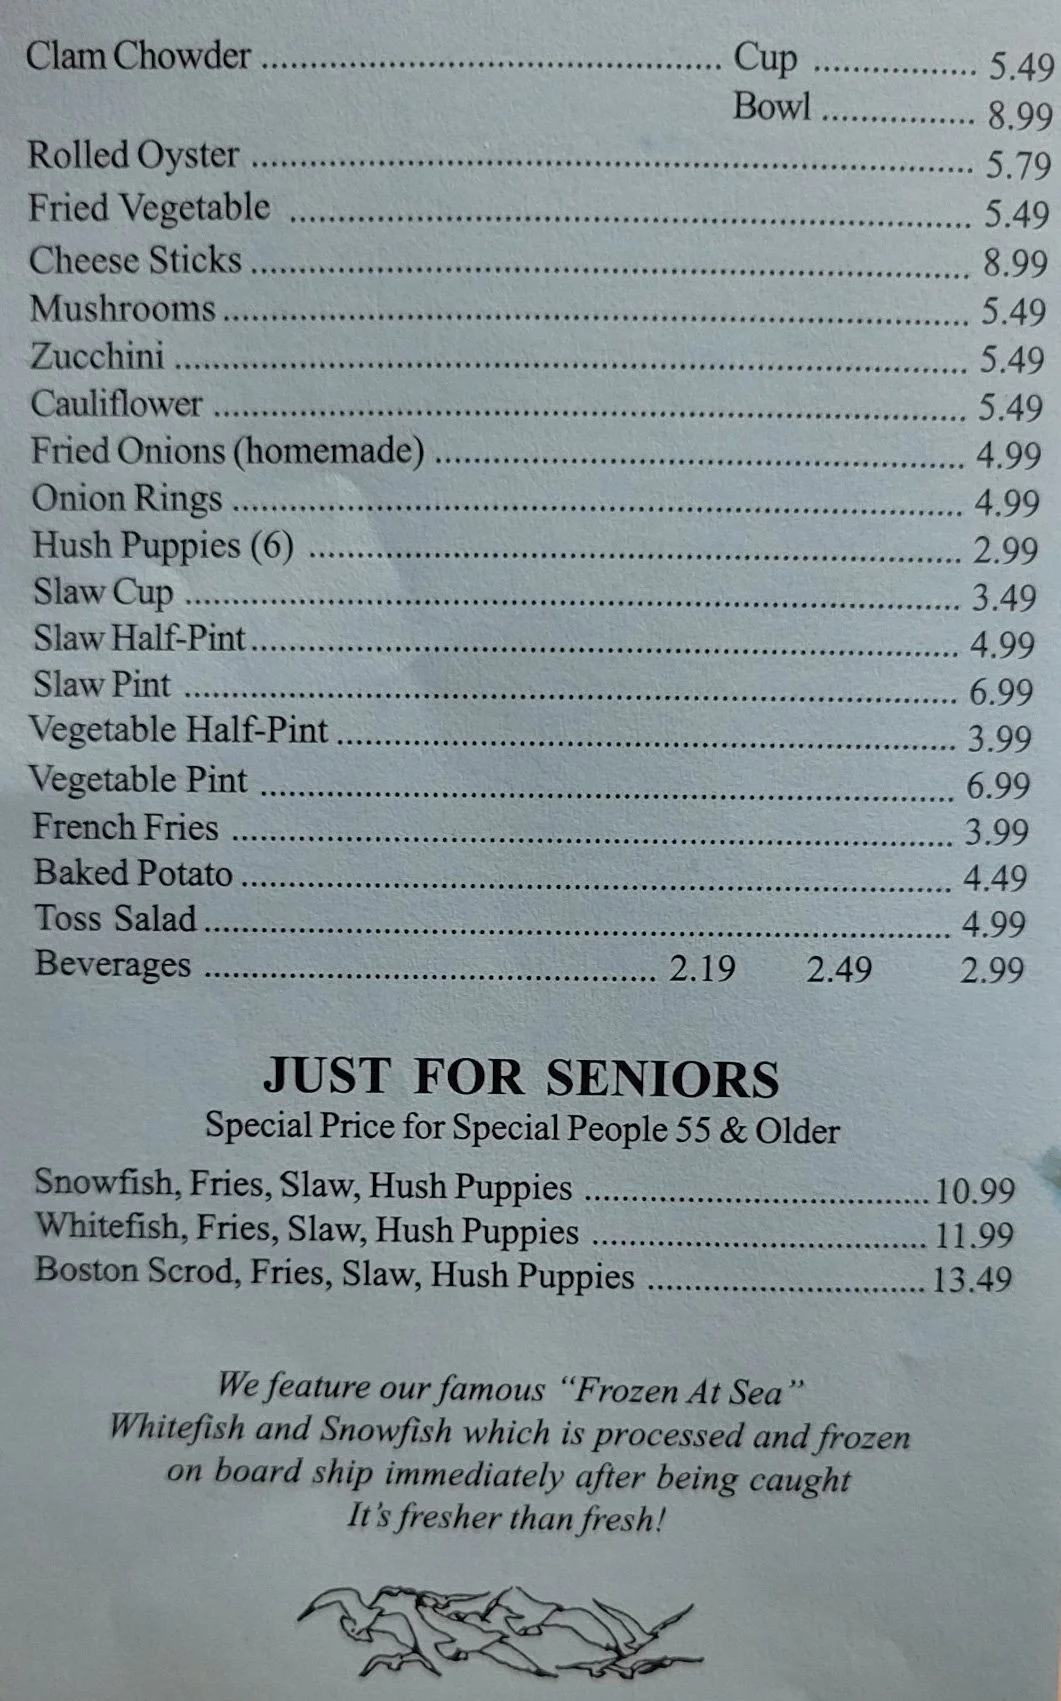 Clam Chowder ........................ Cup ........ 5.49
Bowl ........ 8.99
Rolled Oyster ........................ 5.79
Fried Vegetable ........................ 5.49
Cheese Sticks ........................ 8.99
Mushrooms ........................ 5.49
Zucchini ........................ 5.49
Cauliflower ........................ 5.49
Fried Onions (homemade) ........................ 4.99
Onion Rings ........................ 4.99
Hush Puppies (6) ........................ 2.99
Slaw Cup ........................ 3.49
Slaw Half-Pint ........................ 4.99
Slaw Pint ........................ 6.99
Vegetable Half-Pint ........................ 3.99
Vegetable Pint ........................ 6.99
French Fries ........................ 3.99
Baked Potato ........................ 4.49
Toss Salad ........................ 4.99
Beverages ........................ 2.19 2.49 2.99
JUST FOR SENIORS
Special Price for Special People 55 & Older
Snowfish, Fries, Slaw, Hush Puppies ........................ 10.99
Whitefish, Fries, Slaw, Hush Puppies ........................ 11.99
Boston Scrod, Fries, Slaw, Hush Puppies ........................ 13.49
We feature our famous “Frozen At Sea”
Whitefish and Snowfish which is processed and frozen
on board ship immediately after being caught
It’s fresher than fresh!